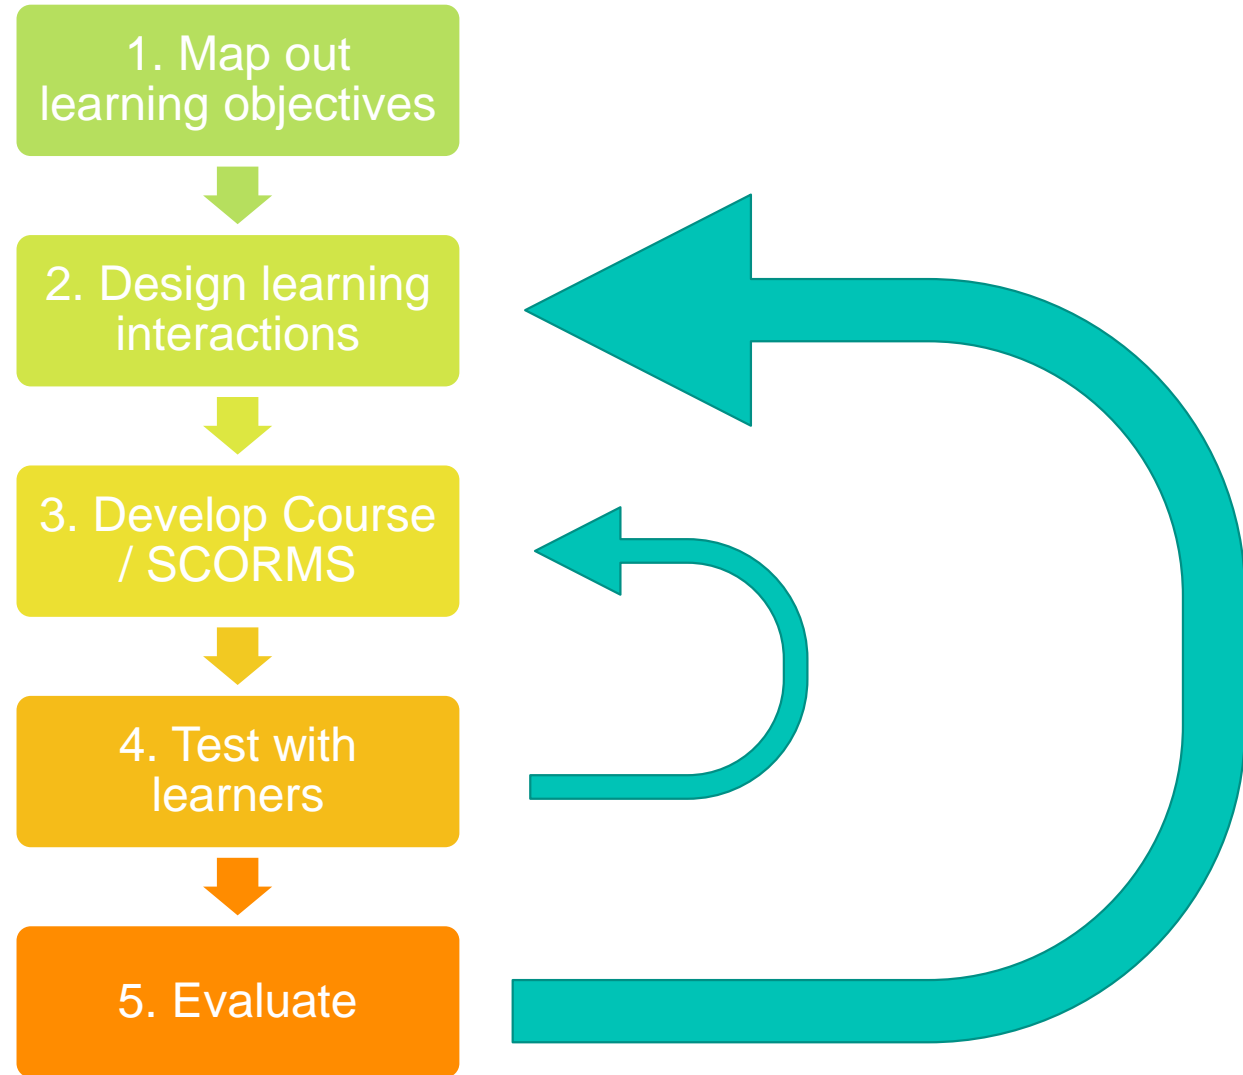 1. Map out
learning objectives
2. Design learning
interactions
3. Develop Course
/ SCORMS
4. Test with
learners
5. Evaluate